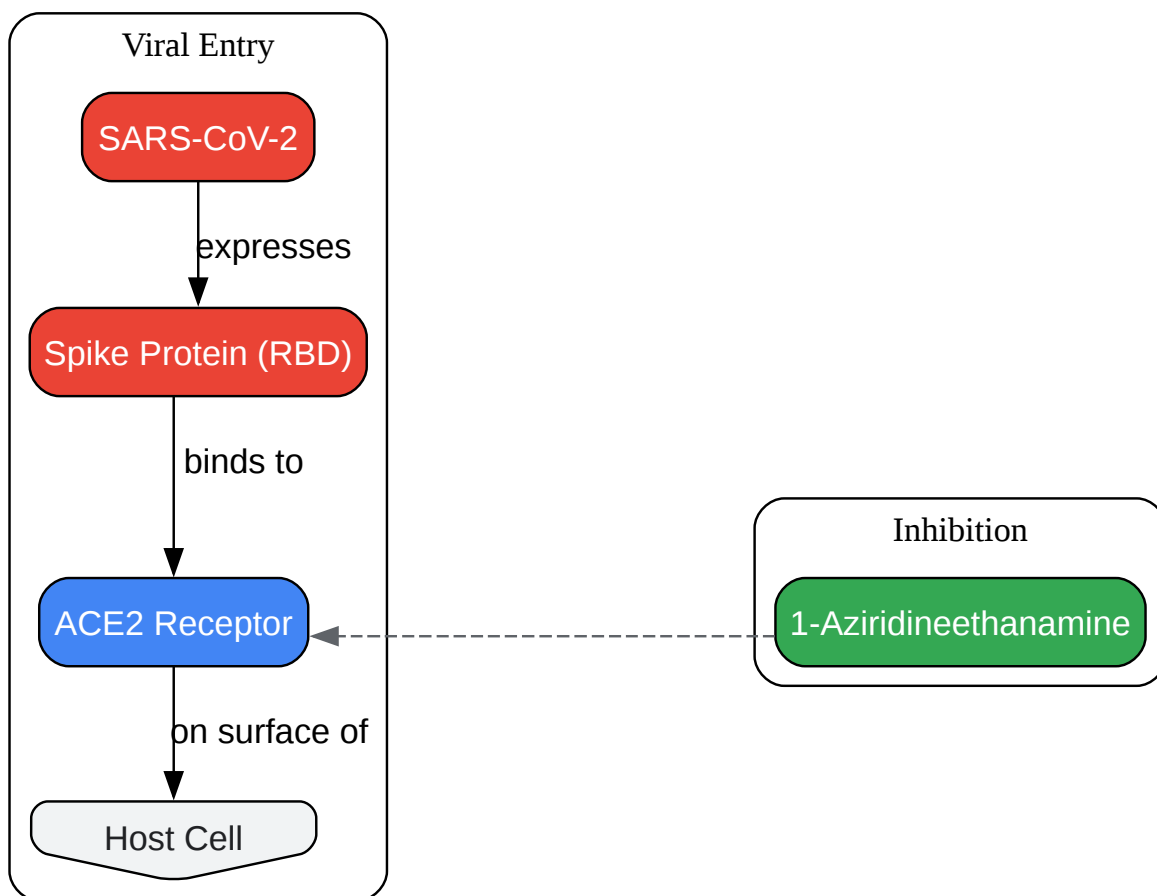 Viral Entry
SARS-CoV-2
expresses
Spike Protein (RBD)
binds to
ACE2 Receptor
on surface of
Host Cell
Inhibition
1-Aziridineethanamine